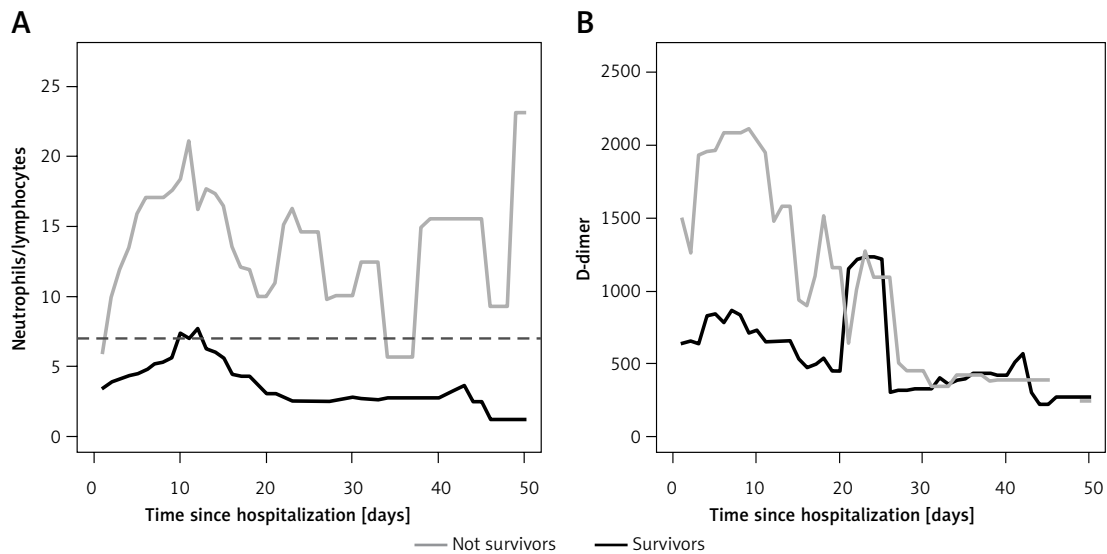 A
B
Neutrophils/lymphocytes
25
20
15
10
5
0
0 10 20 30 40 50
Time since hospitalization [days]
D-dimer
2500
2000
1500
1000
500
0
0 10 20 30 40 50
Time since hospitalization [days]
Not survivors Survivors